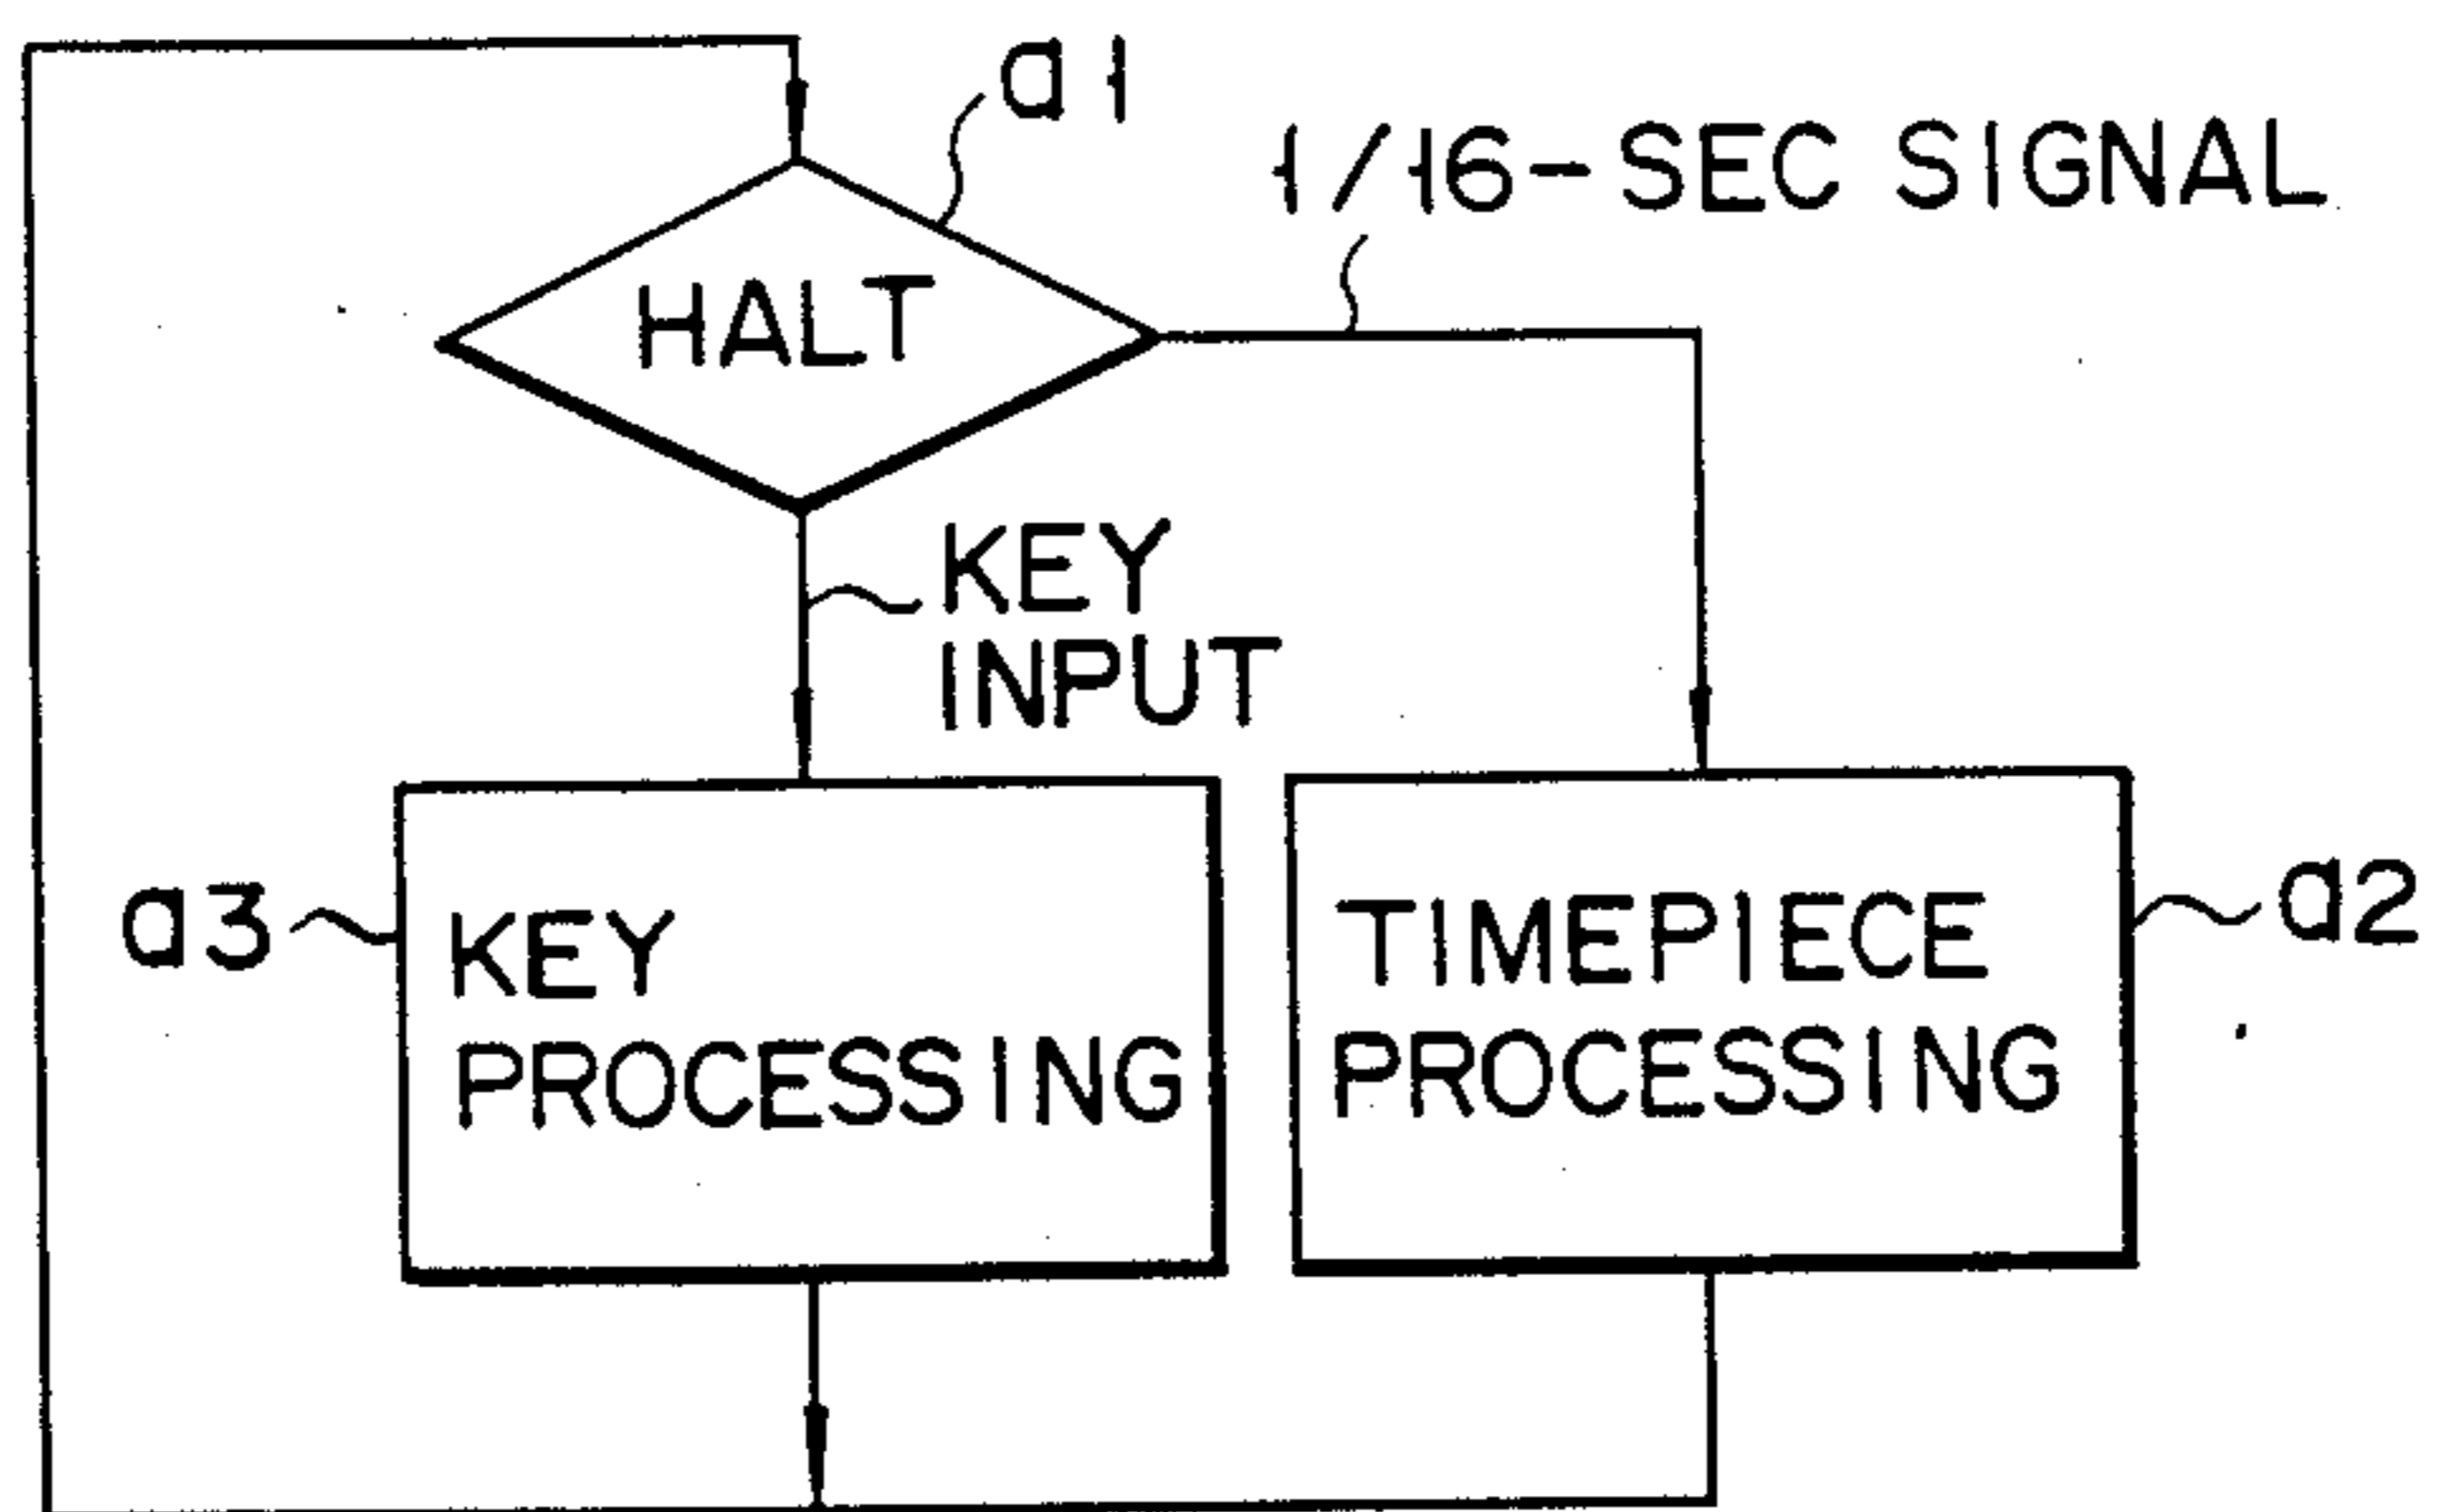 a1
1/16-SEC SIGNAL
HALT
KEY
INPUT
a3
KEY
PROCESSING
TIMEPIECE
PROCESSING
a2